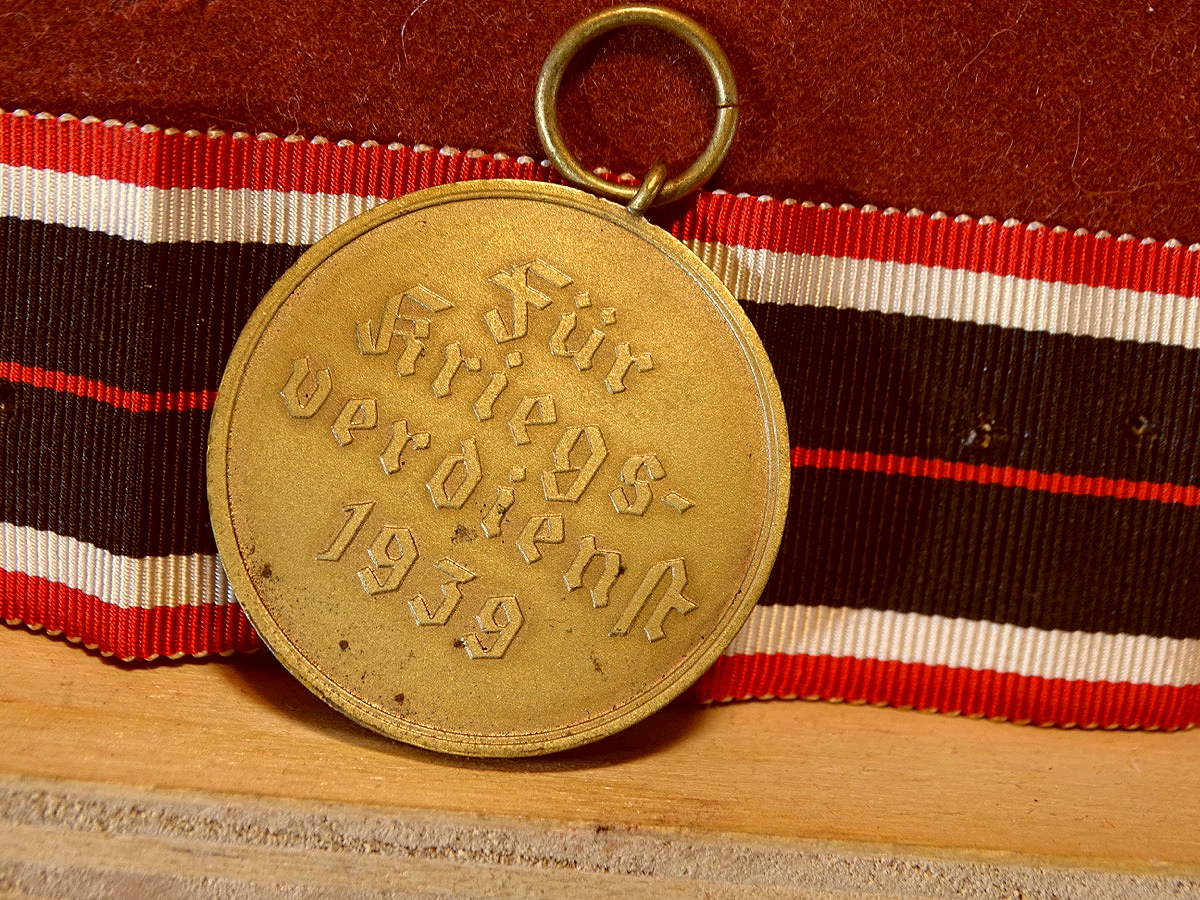 Für
Kriegs-
verdienst
1939